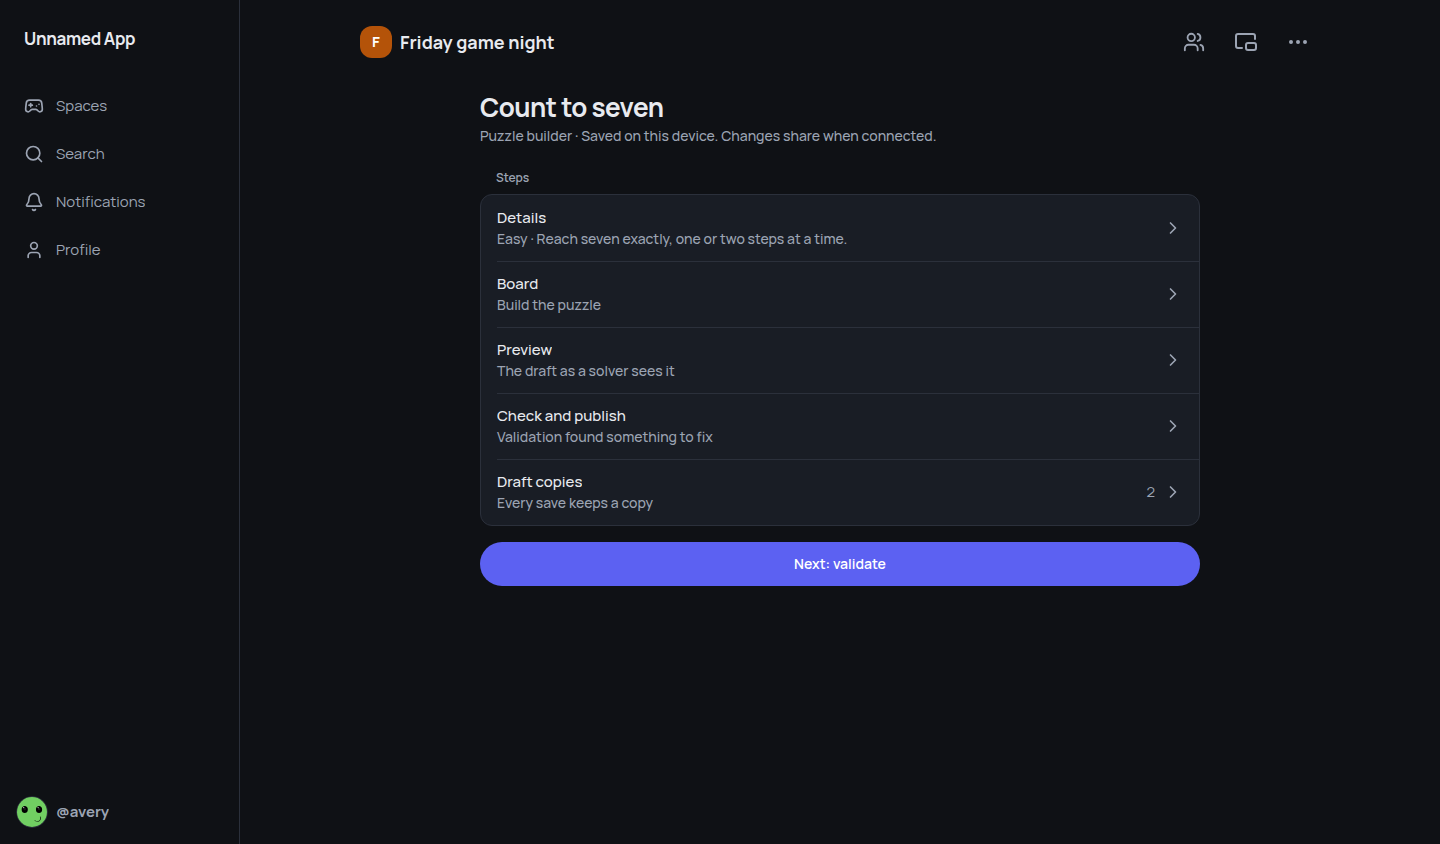 Unnamed App
Spaces
Search
Notifications
Profile
@avery
F
Friday game night
Count to seven
Puzzle builder · Saved on this device. Changes share when connected.
Steps
Details
Easy · Reach seven exactly, one or two steps at a time.
Board
Build the puzzle
Preview
The draft as a solver sees it
Check and publish
Validation found something to fix
Draft copies
Every save keeps a copy
2
Next: validate